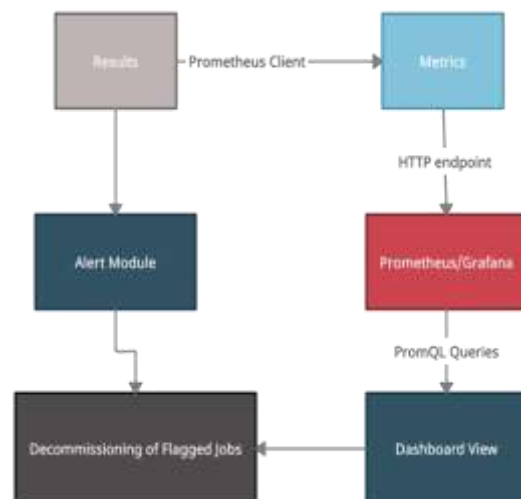 Results
Prometheus Client
Metrics
HTTP endpoint
Alert Module
Prometheus/Grafana
PromQL Queries
Decommissioning of Flagged Jobs
Dashboard View